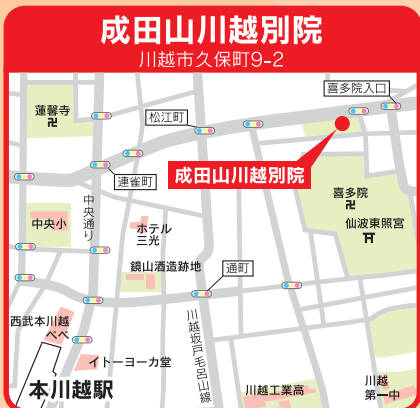 成田山川越別院
川越市久保町9-2
喜多院入口
蓮馨寺
松江町
連雀町
成田山川越別院
喜多院
仙波東照宮
中央小
中央通り
ホテル
三光
鏡山酒造跡地
通町
西武本川越
ぺぺ
川越坂戸毛呂山線
イトーヨーカ堂
本川越駅
川越工業高
川越
第一中